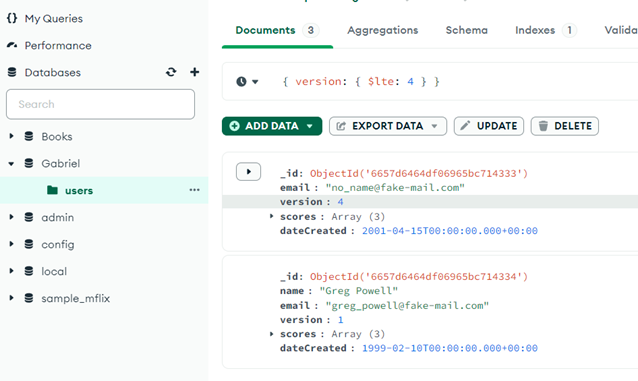 My Queries
Performance
Databases
Search
Books
Gabriel
users
admin
config
local
sample_mflix
Documents 3 Aggregations Schema Indexes 1 Valida
{ version: { $lte: 4 } }
ADD DATA EXPORT DATA UPDATE DELETE
_id: ObjectId('6657d6464df06965bc714333')
email : "no_name@fake-mail.com"
version : 4
scores : Array (3)
dateCreated : 2001-04-15T00:00:00.000+00:00
_id: ObjectId('6657d6464df06965bc714334')
name : "Greg Powell"
email : "greg_powell@fake-mail.com"
version : 1
scores : Array (3)
dateCreated : 1999-02-10T00:00:00.000+00:00